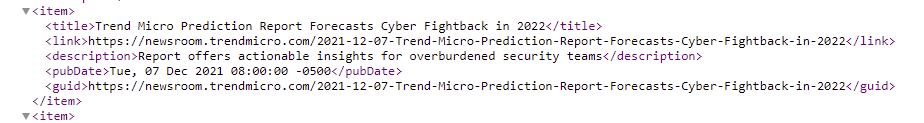 ▼<item>
<title>Trend Micro Prediction Report Forecasts Cyber Fightback in 2022</title>
<link>https://newsroom.trendmicro.com/2021-12-07-Trend-Micro-Prediction-Report-Forecasts-Cyber-Fightback-in-2022</link>
<description>Report offers actionable insights for overburdened security teams</description>
<pubDate>Tue, 07 Dec 2021 08:00:00 -0500</pubDate>
<guid>https://newsroom.trendmicro.com/2021-12-07-Trend-Micro-Prediction-Report-Forecasts-Cyber-Fightback-in-2022</guid>
</item>
▼<item>